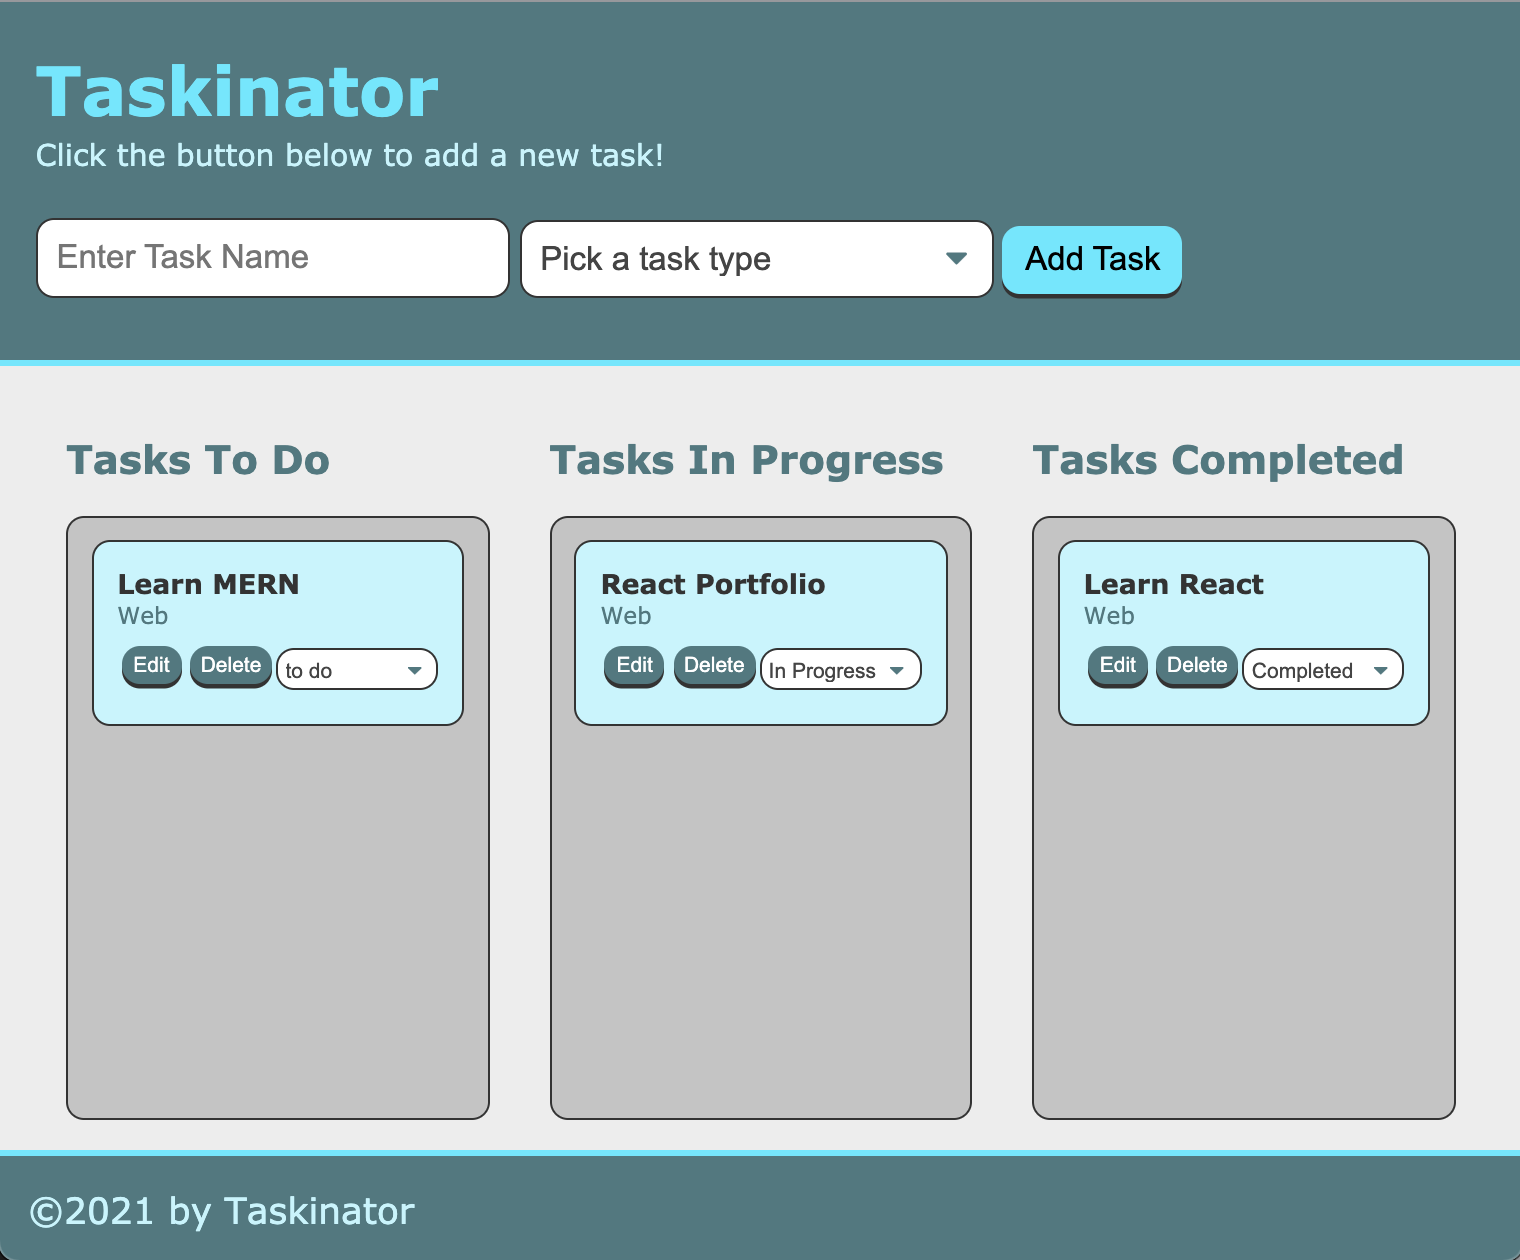 Taskinator
Click the button below to add a new task!
Enter Task Name
Pick a task type
Add Task
Tasks To Do
Learn MERN
Web
Edit Delete to do
Tasks In Progress
React Portfolio
Web
Edit Delete In Progress
Tasks Completed
Learn React
Web
Edit Delete Completed
©2021 by Taskinator